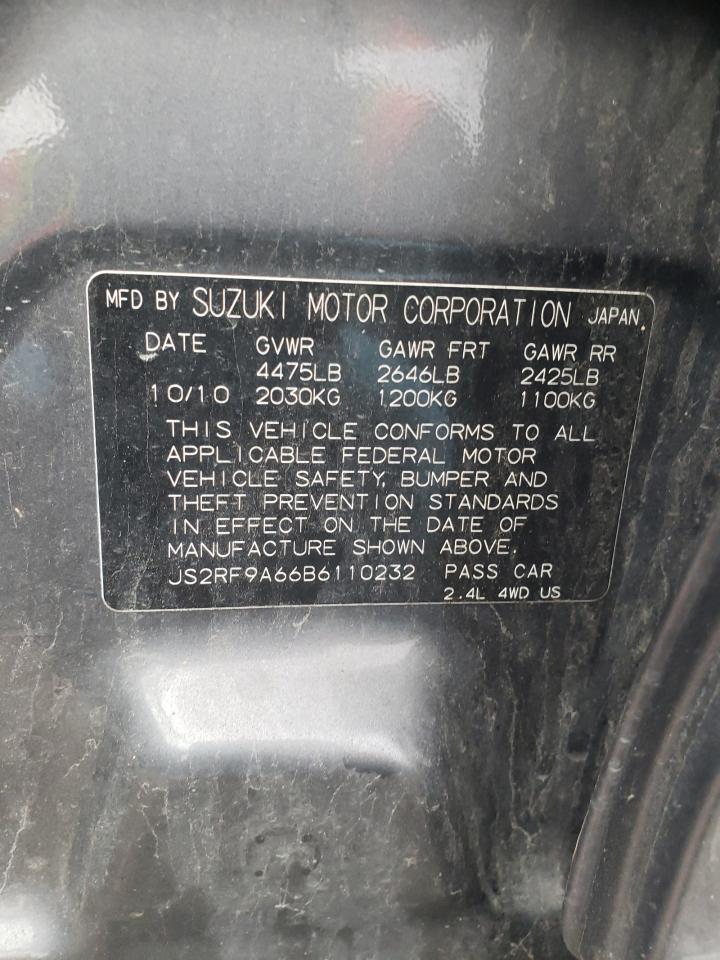 MFD BY SUZUKI MOTOR CORPORATION JAPAN.
DATE GVWR GAWR FRT GAWR RR
4475LB 2646LB 2425LB
10/10 2030KG 1200KG 1100KG
THIS VEHICLE CONFORMS TO ALL
APPLICABLE FEDERAL MOTOR
VEHICLE SAFETY, BUMPER AND
THEFT PREVENTION STANDARDS
IN EFFECT ON THE DATE OF
MANUFACTURE SHOWN ABOVE.
JS2RF9A66B6110232 PASS CAR
2.4L 4WD US